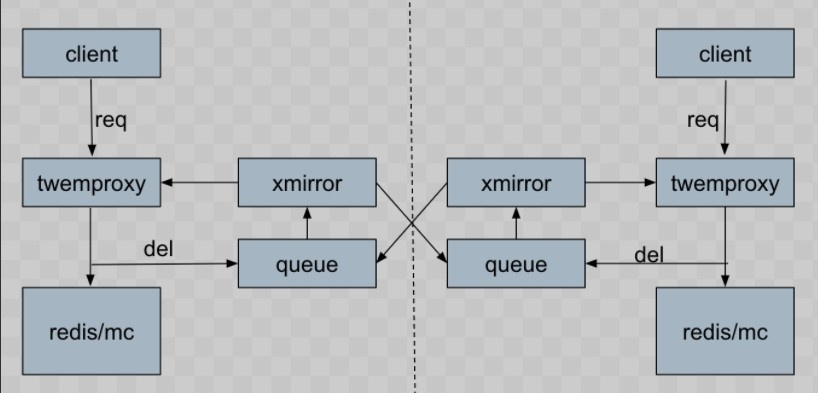 client
client
req
req
twemproxy
xmirror
xmirror
twemproxy
del
del
queue
queue
redis/mc
redis/mc